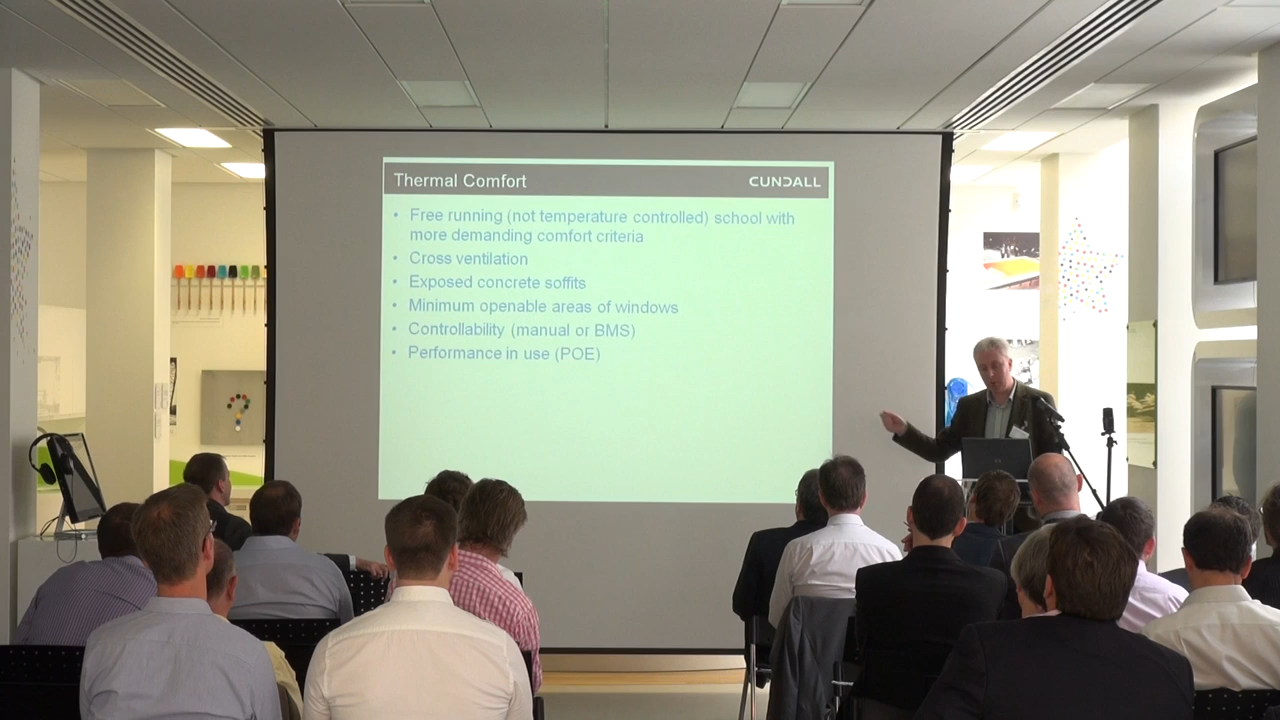 Thermal Comfort CUNDALL
• Free running (not temperature controlled) school with
more demanding comfort criteria
• Cross ventilation
• Exposed concrete soffits
• Minimum openable areas of windows
• Controllability (manual or BMS)
• Performance in use (POE)